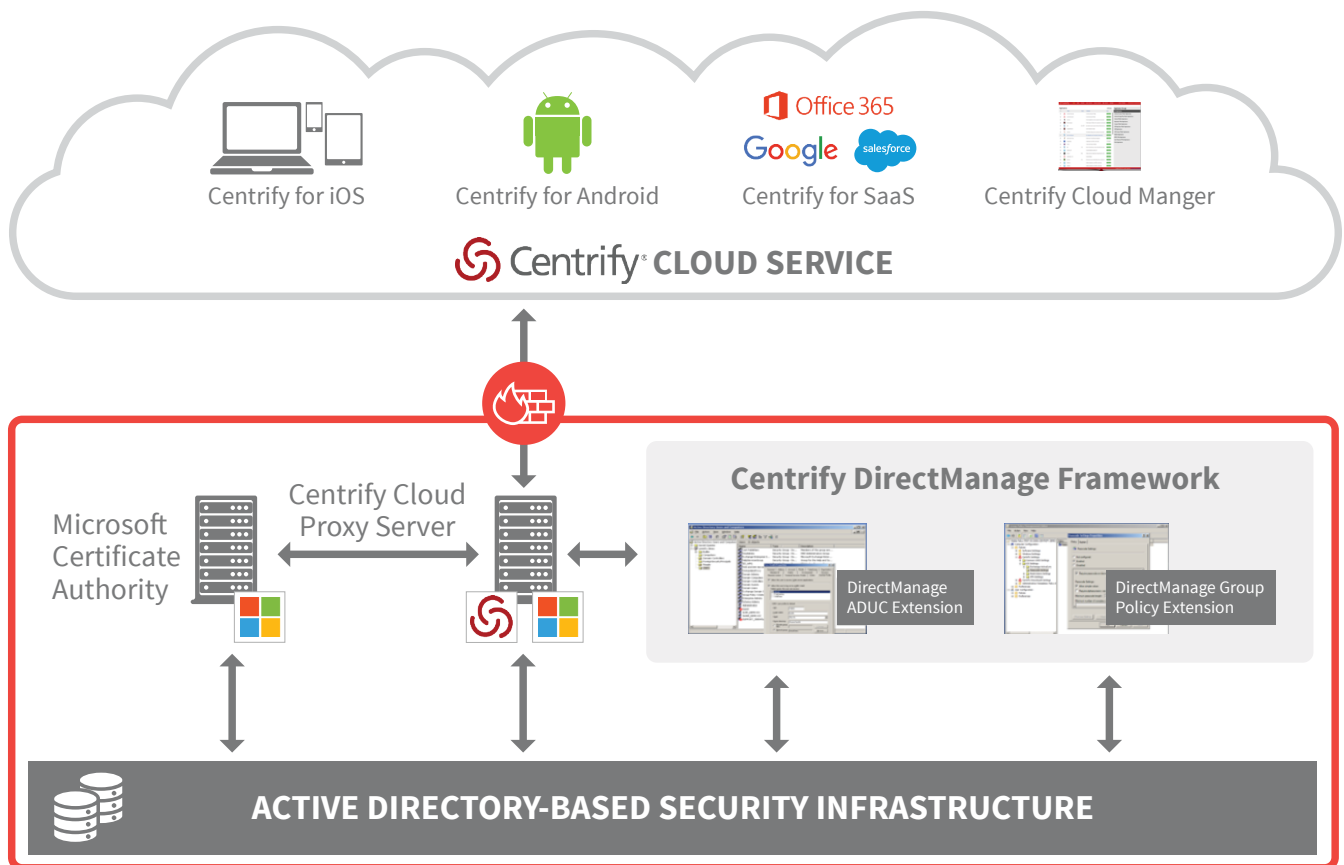 Office 365
Google
salesforce
Centrify for iOS
Centrify for Android
Centrify for SaaS
Centrify Cloud Manger
Centrify® CLOUD SERVICE
Microsoft
Certificate
Authority
Centrify Cloud
Proxy Server
Centrify DirectManage Framework
DirectManage
ADUC Extension
DirectManage Group
Policy Extension
ACTIVE DIRECTORY-BASED SECURITY INFRASTRUCTURE